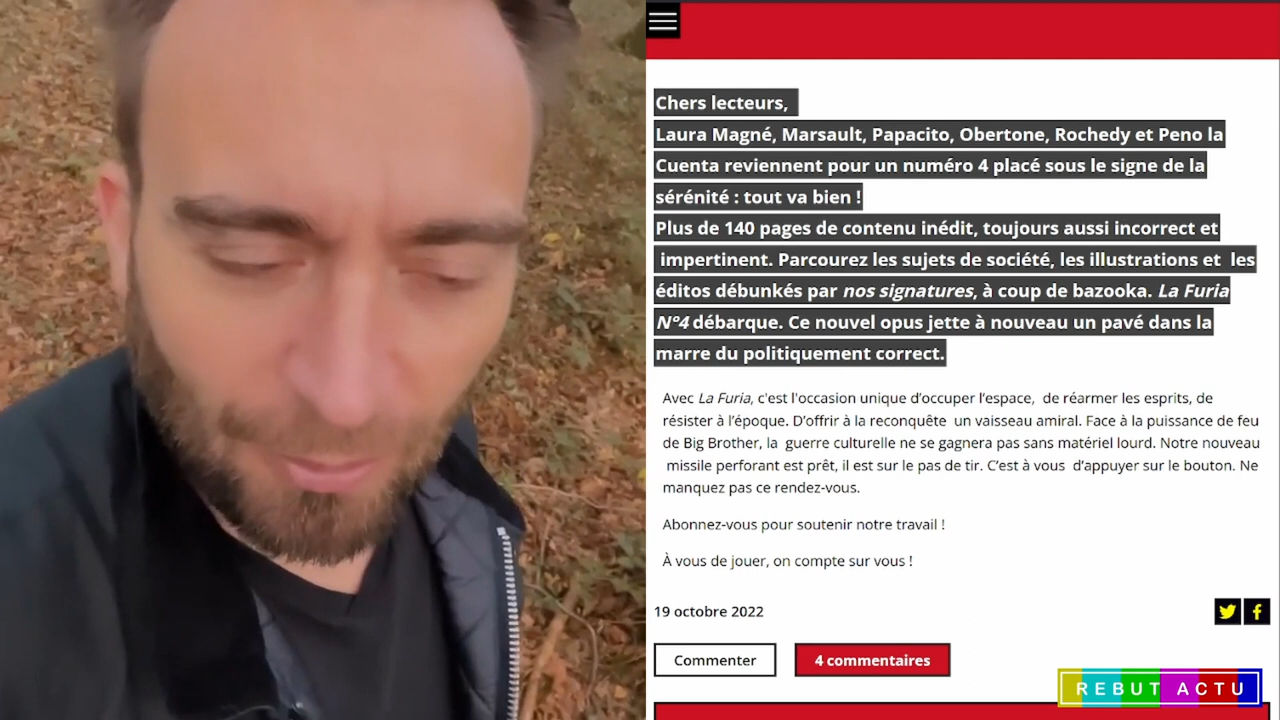 Chers lecteurs,
Laura Magné, Marsault, Papacito, Obertone, Rochedy et Peno la
Cuenta reviennent pour un numéro 4 placé sous le signe de la
sérénité : tout va bien !
Plus de 140 pages de contenu inédit, toujours aussi incorrect et
impertinent. Parcourez les sujets de société, les illustrations et les
éditos débunkés par nos signatures, à coup de bazooka. La Furia
N°4 débarque. Ce nouvel opus jette à nouveau un pavé dans la
marre du politiquement correct.
Avec La Furia, c'est l'occasion unique d’occuper l’espace, de réarmer les esprits, de
résister à l’époque. D’offrir à la reconquête un vaisseau amiral. Face à la puissance de feu
de Big Brother, la guerre culturelle ne se gagnera pas sans matériel lourd. Notre nouveau
missile perforant est prêt, il est sur le pas de tir. C’est à vous d’appuyer sur le bouton. Ne
manquez pas ce rendez-vous.
Abonnez-vous pour soutenir notre travail !
À vous de jouer, on compte sur vous !
19 octobre 2022
Commenter
4 commentaires
REBUT ACTU